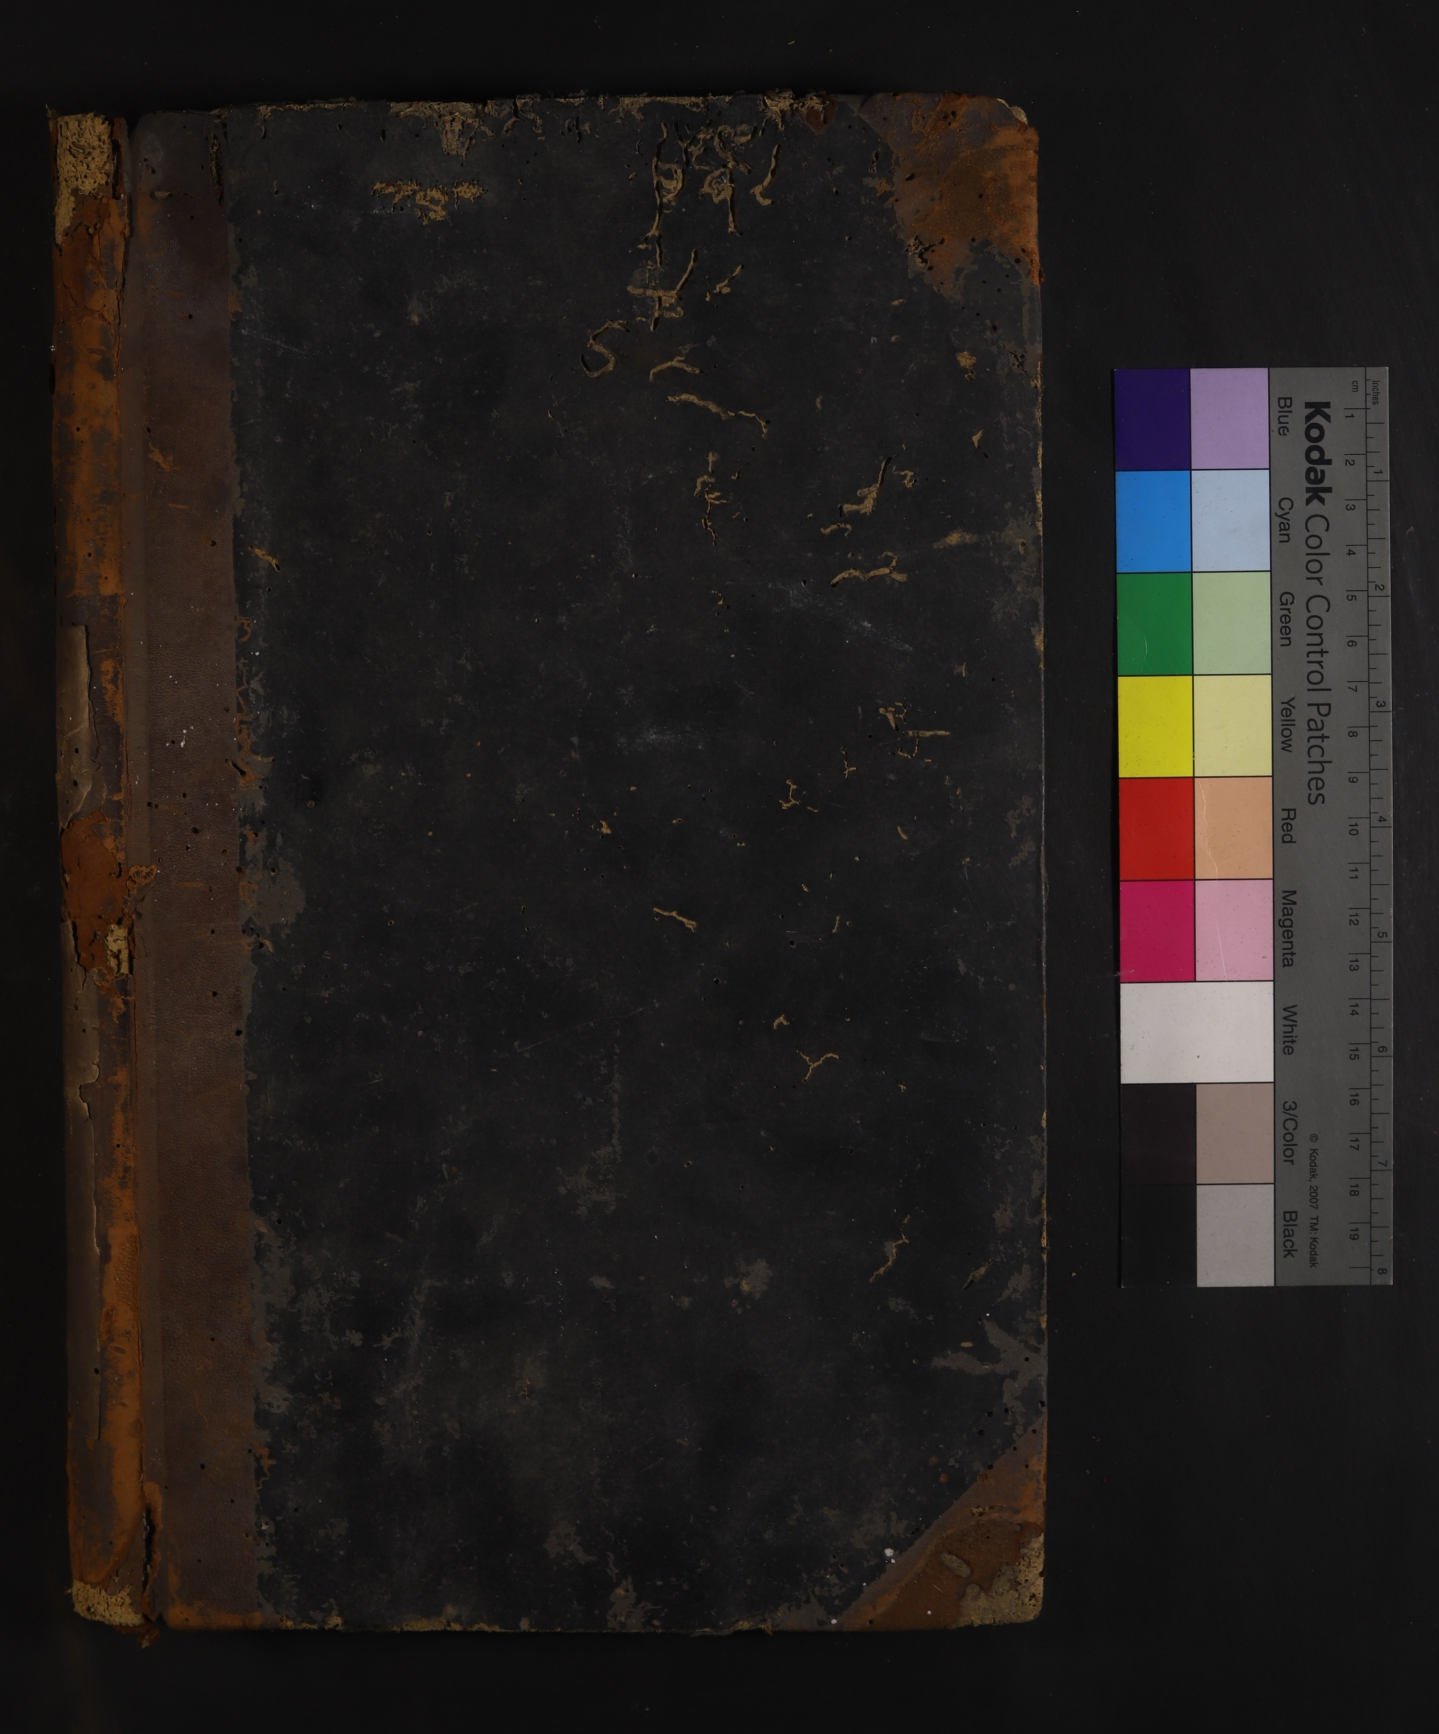 Kodak Color Control Patches
Blue Cyan Green Yellow Red Magenta White 3/Color Black
© Kodak, 2007 TM: Kodak
cm 1 2 3 4 5 6 7 8 9 10 11 12 13 14 15 16 17 18 19
Inches 1 2 3 4 5 6 7 8